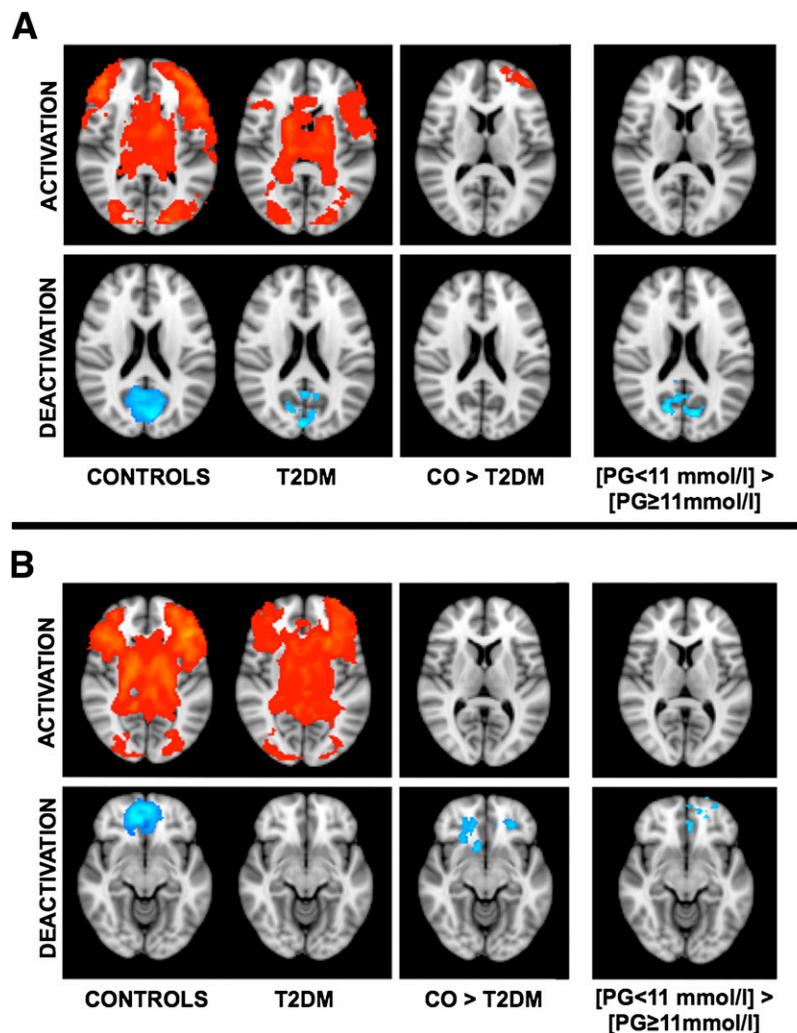 A
ACTIVATION
DEACTIVATION
CONTROLS T2DM CO > T2DM [PG<11 mmol/l] >
[PG≥11mmol/l]
B
ACTIVATION
DEACTIVATION
CONTROLS T2DM CO > T2DM [PG<11 mmol/l] >
[PG≥11mmol/l]